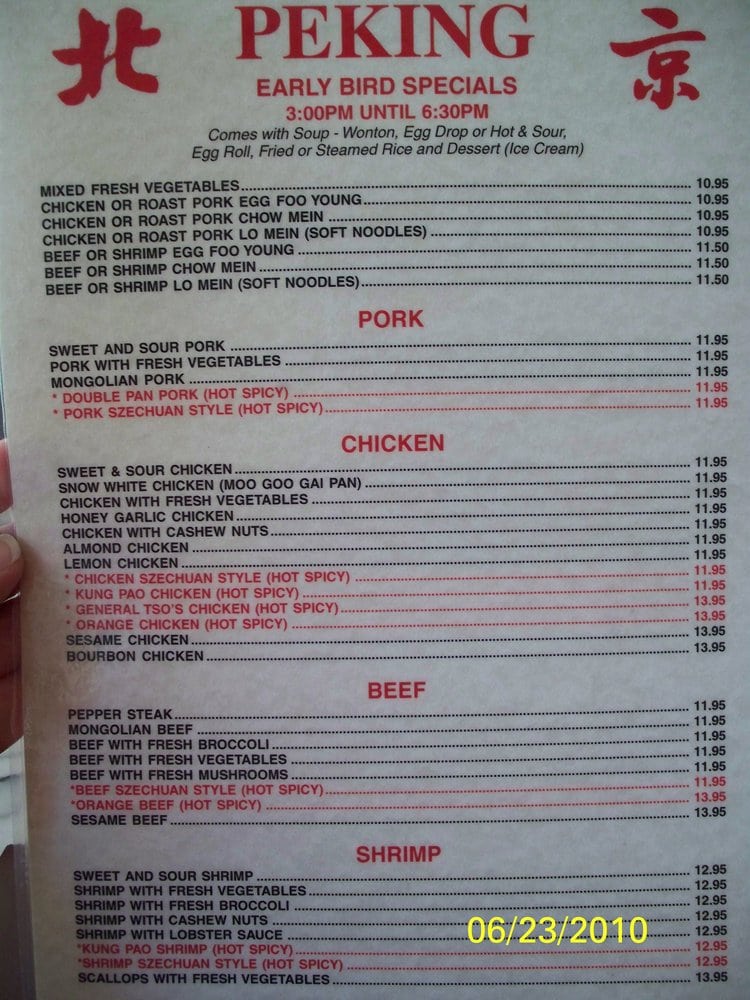 北 PEKING 京
EARLY BIRD SPECIALS
3:00PM UNTIL 6:30PM
Comes with Soup - Wonton, Egg Drop or Hot & Sour,
Egg Roll, Fried or Steamed Rice and Dessert (Ice Cream)
MIXED FRESH VEGETABLES 10.95
CHICKEN OR ROAST PORK EGG FOO YOUNG 10.95
CHICKEN OR ROAST PORK CHOW MEIN 10.95
CHICKEN OR ROAST PORK LO MEIN (SOFT NOODLES) 10.95
BEEF OR SHRIMP EGG FOO YOUNG 11.50
BEEF OR SHRIMP CHOW MEIN 11.50
BEEF OR SHRIMP LO MEIN (SOFT NOODLES) 11.50
PORK
SWEET AND SOUR PORK 11.95
PORK WITH FRESH VEGETABLES 11.95
MONGOLIAN PORK 11.95
* DOUBLE PAN PORK (HOT SPICY) 11.95
* PORK SZECHUAN STYLE (HOT SPICY) 11.95
CHICKEN
SWEET & SOUR CHICKEN 11.95
SNOW WHITE CHICKEN (MOO GOO GAI PAN) 11.95
CHICKEN WITH FRESH VEGETABLES 11.95
HONEY GARLIC CHICKEN 11.95
CHICKEN WITH CASHEW NUTS 11.95
ALMOND CHICKEN 11.95
LEMON CHICKEN 11.95
* CHICKEN SZECHUAN STYLE (HOT SPICY) 11.95
* KUNG PAO CHICKEN (HOT SPICY) 11.95
* GENERAL TSO'S CHICKEN (HOT SPICY) 13.95
* ORANGE CHICKEN (HOT SPICY) 13.95
SESAME CHICKEN 13.95
BOURBON CHICKEN 13.95
BEEF
PEPPER STEAK 11.95
MONGOLIAN BEEF 11.95
BEEF WITH FRESH BROCCOLI 11.95
BEEF WITH FRESH VEGETABLES 11.95
BEEF WITH FRESH MUSHROOMS 11.95
*BEEF SZECHUAN STYLE (HOT SPICY) 11.95
*ORANGE BEEF (HOT SPICY) 13.95
SESAME BEEF 13.95
SHRIMP
SWEET AND SOUR SHRIMP 12.95
SHRIMP WITH FRESH VEGETABLES 12.95
SHRIMP WITH FRESH BROCCOLI 12.95
SHRIMP WITH CASHEW NUTS 12.95
SHRIMP WITH LOBSTER SAUCE 12.95
*KUNG PAO SHRIMP (HOT SPICY) 12.95
*SHRIMP SZECHUAN STYLE (HOT SPICY) 12.95
SCALLOPS WITH FRESH VEGETABLES 13.95
06/23/2010